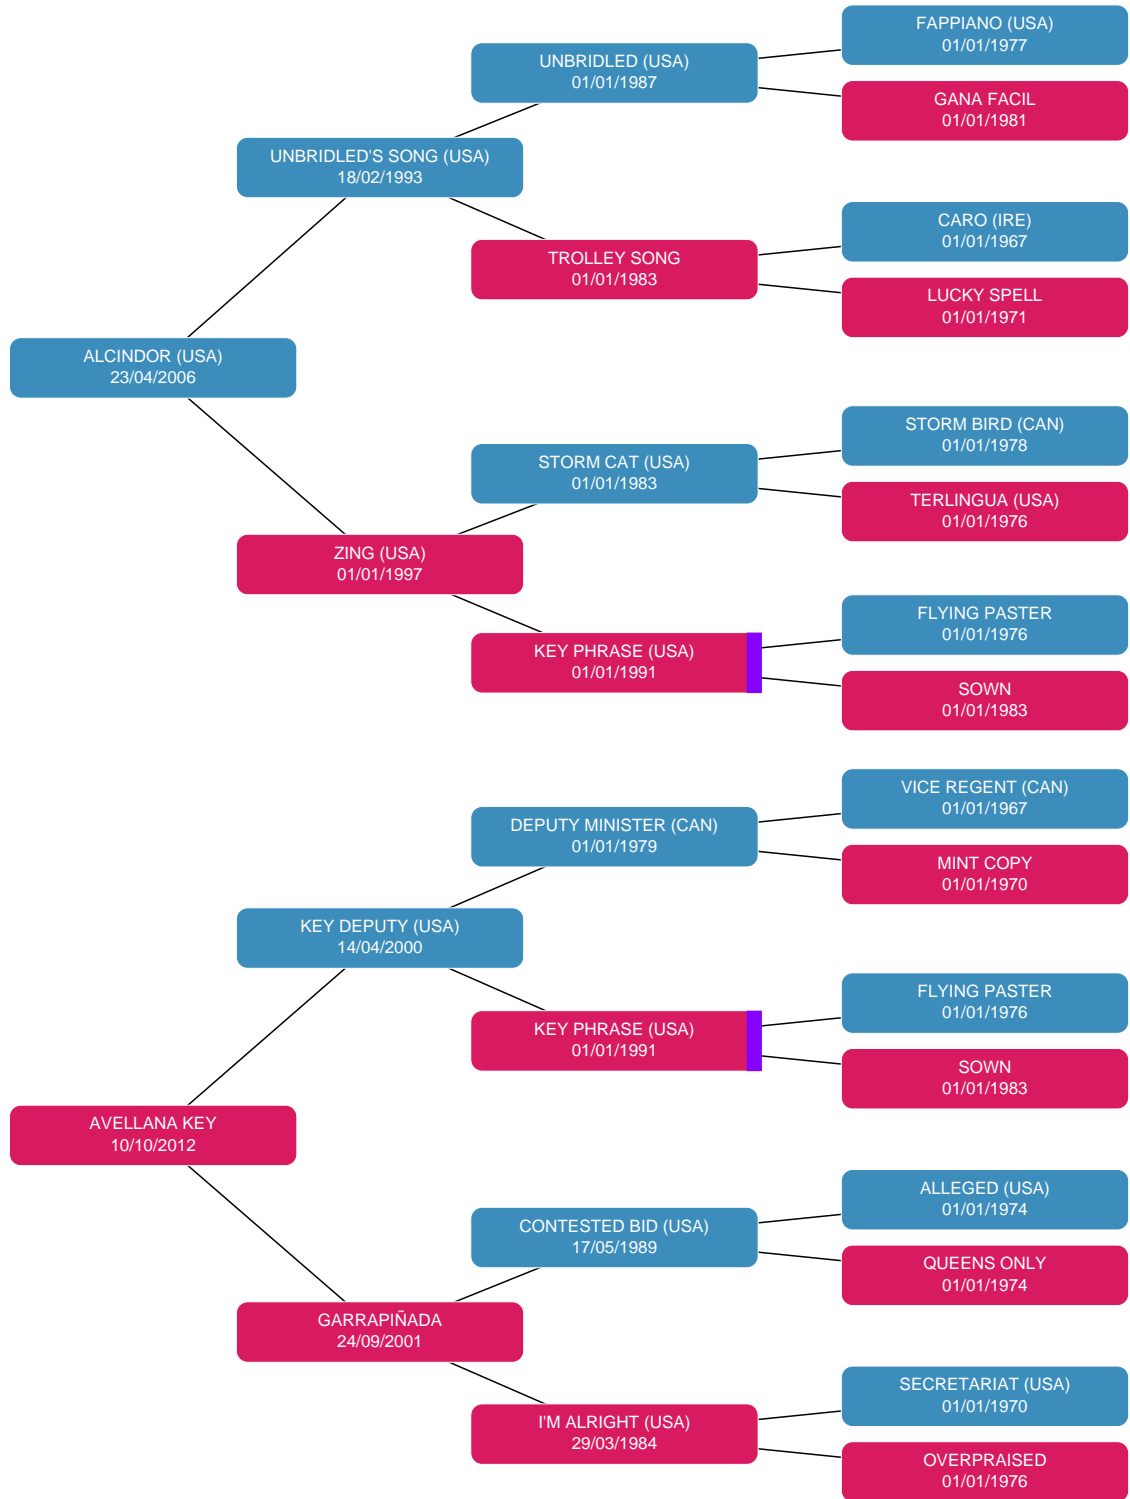 FAPPIANO (USA)
01/01/1977
UNBRIDLED (USA)
01/01/1987
GANA FACIL
01/01/1981
UNBRIDLED'S SONG (USA)
18/02/1993
CARO (IRE)
01/01/1967
TROLLEY SONG
01/01/1983
LUCKY SPELL
01/01/1971
ALCINDOR (USA)
23/04/2006
STORM BIRD (CAN)
01/01/1978
STORM CAT (USA)
01/01/1983
TERLINGUA (USA)
01/01/1976
ZING (USA)
01/01/1997
FLYING PASTER
01/01/1976
KEY PHRASE (USA)
01/01/1991
SOWN
01/01/1983
VICE REGENT (CAN)
01/01/1967
DEPUTY MINISTER (CAN)
01/01/1979
MINT COPY
01/01/1970
KEY DEPUTY (USA)
14/04/2000
FLYING PASTER
01/01/1976
KEY PHRASE (USA)
01/01/1991
SOWN
01/01/1983
AVELLANA KEY
10/10/2012
ALLEGED (USA)
01/01/1974
CONTESTED BID (USA)
17/05/1989
QUEENS ONLY
01/01/1974
GARRAPIÑADA
24/09/2001
SECRETARIAT (USA)
01/01/1970
I'M ALRIGHT (USA)
29/03/1984
OVERPRAISED
01/01/1976